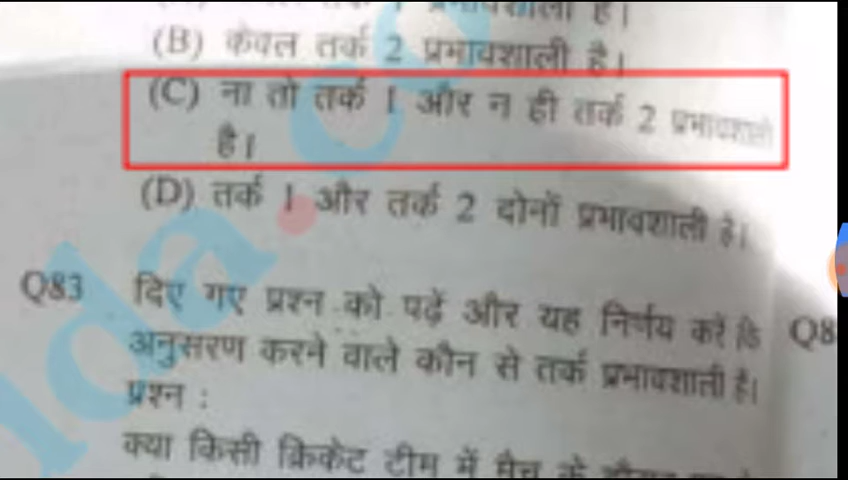 (B) केवल तर्क 2 प्रभावशाली है।
(C) ना तो तर्क 1 और न ही तर्क 2 प्रभावशाली
है।
(D) तर्क 1 और तर्क 2 दोनों प्रभावशाली है।
Q83 दिए गए प्रश्न को पढ़ें और यह निर्णय करें कि
अनुसरण करने वाले कौन से तर्क प्रभावशाली है।
प्रश्न :
क्या किसी क्रिकेट टीम में मैच के
Q8